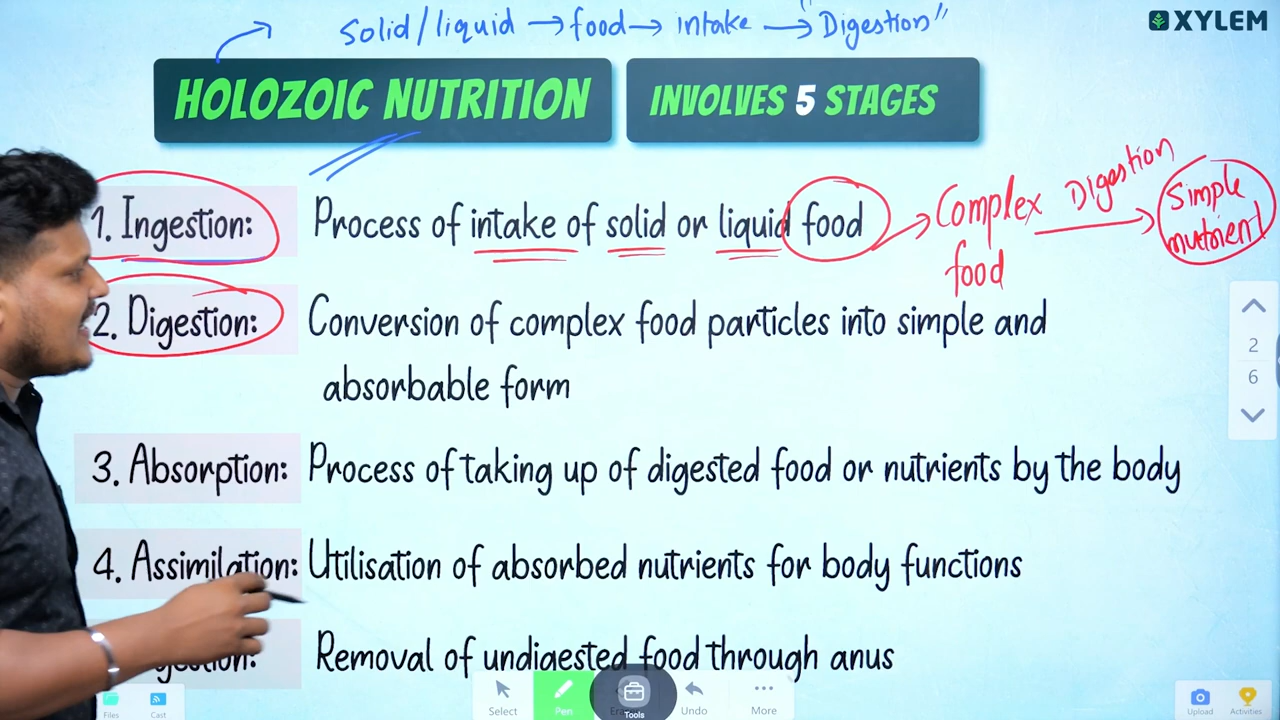 Solid/liquid → food → intake → "Digestion"
XYLEM
HOLOZOIC NUTRITION
INVOLVES 5 STAGES
1. Ingestion: Process of intake of solid or liquid food
Complex food
Digestion
Simple nutrient
2. Digestion: Conversion of complex food particles into simple and
absorbable form
3. Absorption: Process of taking up of digested food or nutrients by the body
4. Assimilation: Utilisation of absorbed nutrients for body functions
Removal of undigested food through anus
2
6
Files
Cast
Select
Pen
Tools
Undo
More
Upload
Activities